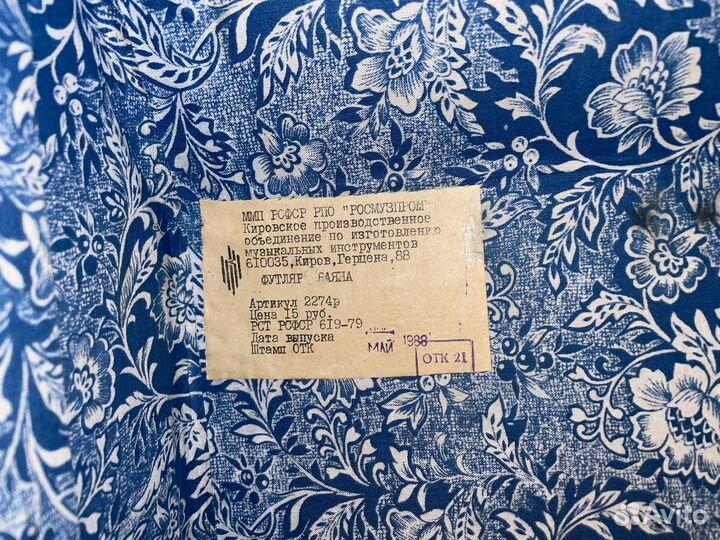 ММП РСФСР РПО "РОСМУЗПРОМ"
Кировское производственное
объединение по изготовлению
музыкальных инструментов
610035, Киров, Герцена, 88
ФУТЛЯР БАЯНА
Артикул 2274р
Цена 15 руб.
РСТ РСФСР 619-79
Дата выпуска МАЙ 1988
Штамп ОТК ОТК 21
Avito